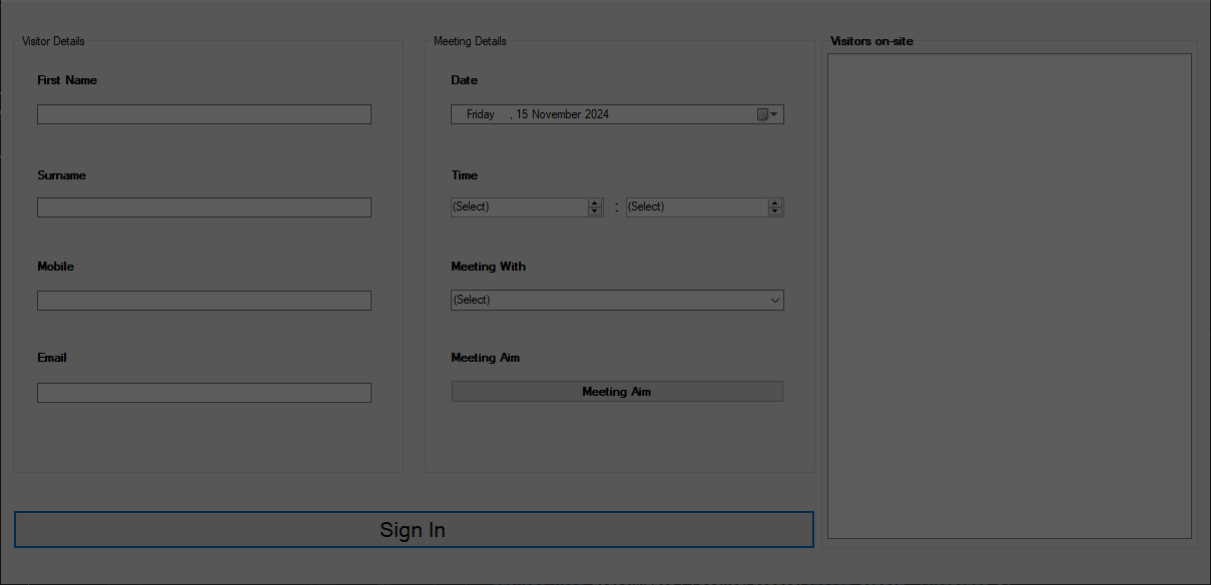 Visitor Details
First Name
Surname
Mobile
Email
Meeting Details
Date
Friday , 15 November 2024
Time
(Select) : (Select)
Meeting With
(Select)
Meeting Aim
Meeting Aim
Visitors on-site
Sign In